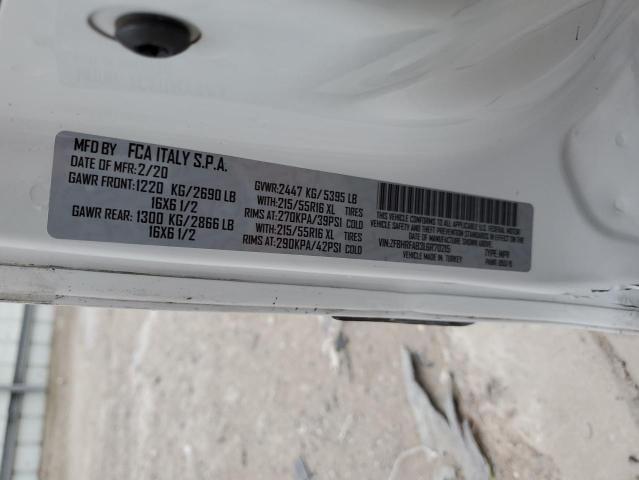 MFD BY FCA ITALY S.P.A.
DATE OF MFR: 2/20
GAWR FRONT: 1220 KG/2690 LB
16X6 1/2
GAWR REAR: 1300 KG/2866 LB
16X6 1/2
GVWR:2447 KG/5395 LB
WITH:215/55R16 XL TIRES
RIMS AT:270KPA/39PSI COLD
WITH:215/55R16 XL TIRES
RIMS AT:290KPA/42PSI COLD
VIN:ZFBHRFAB3L6R70215
TYPE: MPR
VEHICLE MADE IN: TURKEY